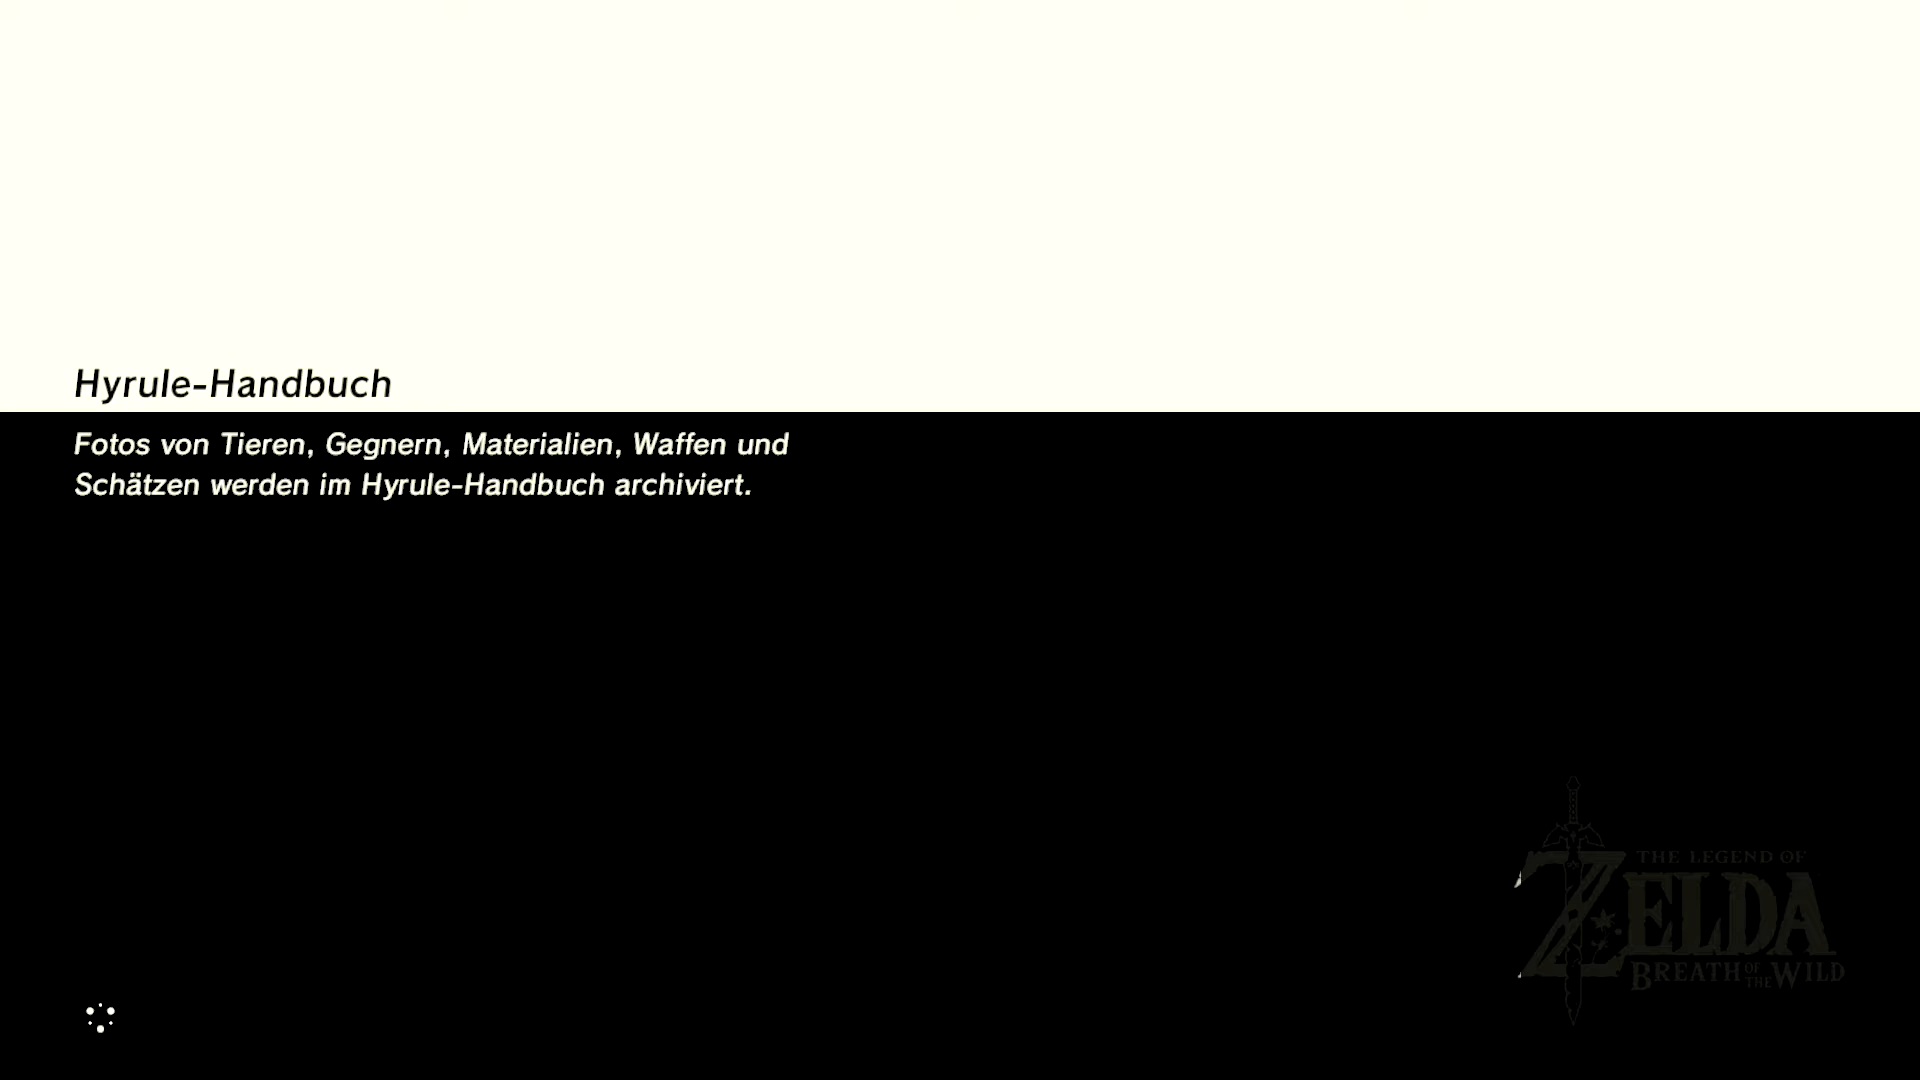 Hyrule-Handbuch
Fotos von Tieren, Gegnern, Materialien, Waffen und
Schätzen werden im Hyrule-Handbuch archiviert.
THE LEGEND OF
ZELDA
BREATH OF THE WILD